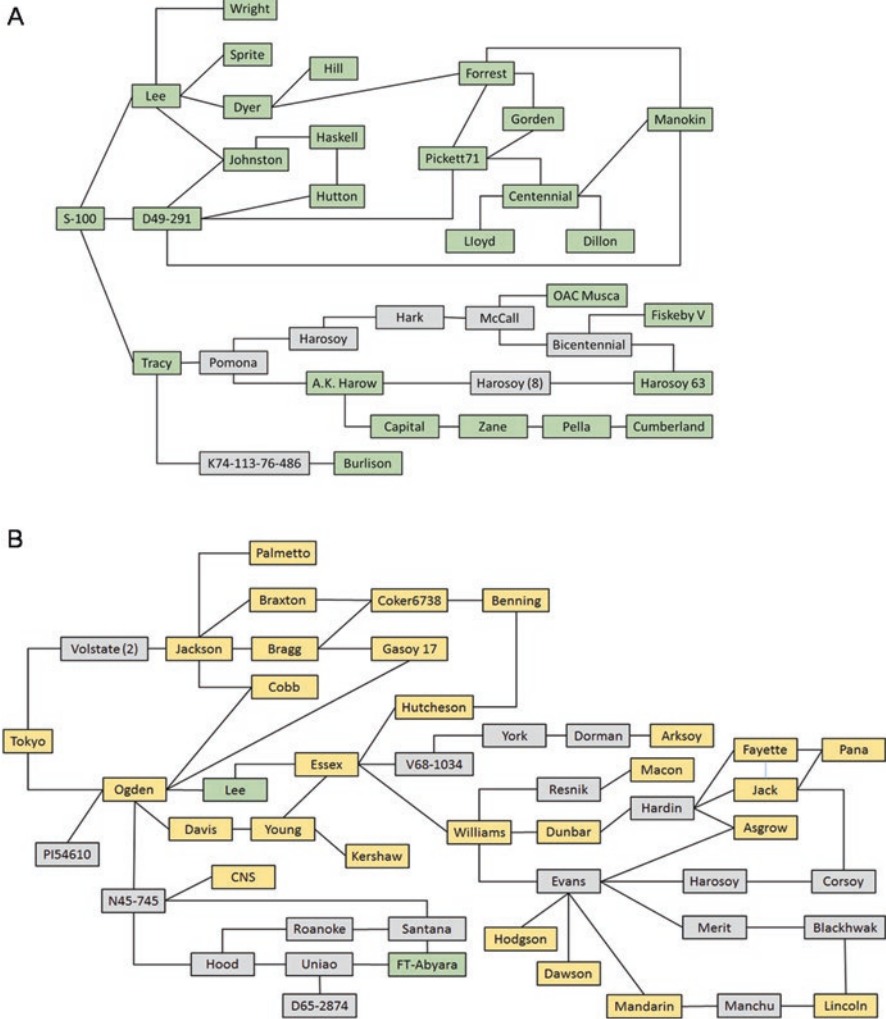 A
Wright
Sprite
Hill
Forrest
Lee
Dyer
Gorden
Manokin
Haskell
Johnston
Pickett71
Hutton
Centennial
S-100
D49-291
Lloyd
Dillon
OAC Musca
Hark
McCall
Fiskeby V
Harosoy
Bicentennial
Tracy
Pomona
A.K. Harow
Harosoy (8)
Harosoy 63
Capital
Zane
Pella
Cumberland
K74-113-76-486
Burlison
B
Palmetto
Braxton
Coker6738
Benning
Volstate (2)
Jackson
Bragg
Gasoy 17
Cobb
Hutcheson
Tokyo
York
Dorman
Arksoy
Fayette
Pana
Essex
V68-1034
Macon
Ogden
Lee
Resnik
Hardin
Jack
Davis
Young
Williams
Dunbar
Asgrow
PI54610
Kershaw
CNS
Evans
Harosoy
Corsoy
N45-745
Roanoke
Santana
Merit
Blackhwak
Hodgson
Hood
Uniao
FT-Abyara
Dawson
D65-2874
Mandarin
Manchu
Lincoln